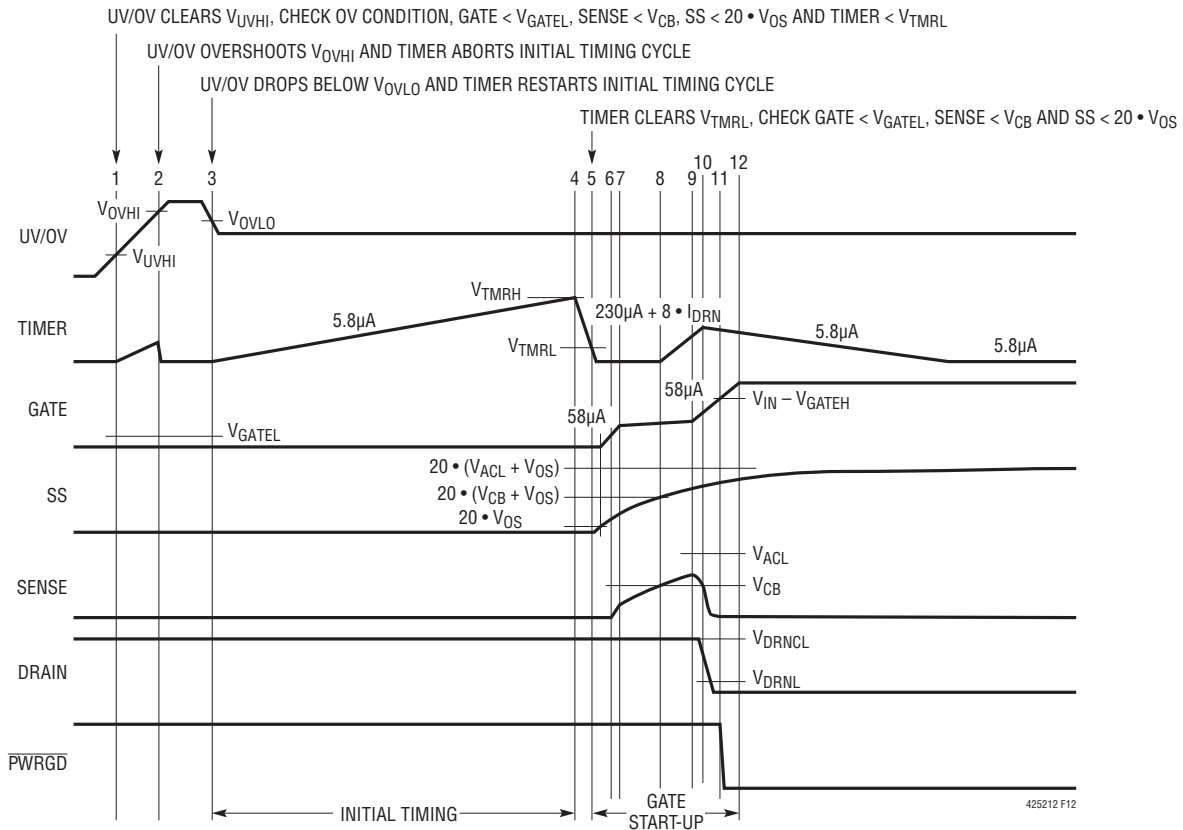 UV/OV CLEARS VUVHI, CHECK OV CONDITION, GATE < VGATEL, SENSE < VCB, SS < 20 • VOS AND TIMER < VTMRL
UV/OV OVERSHOOTS VOVHI AND TIMER ABORTS INITIAL TIMING CYCLE
UV/OV DROPS BELOW VOVLO AND TIMER RESTARTS INITIAL TIMING CYCLE
TIMER CLEARS VTMRL, CHECK GATE < VGATEL, SENSE < VCB AND SS < 20 • VOS
1 2 3 4 5 6 7 8 9 10 11 12
UV/OV
VOVHI
VOVLO
VUVHI
TIMER
VTMRH
5.8µA
VTMRL
230µA + 8 • IDRN
5.8µA
5.8µA
GATE
VGATEL
58µA
58µA
VIN – VGATEH
SS
20 • (VACL + VOS)
20 • (VCB + VOS)
20 • VOS
SENSE
VACL
VCB
DRAIN
VDRNCL
VDRNL
PWRGD
INITIAL TIMING
GATE
START-UP
425212 F12